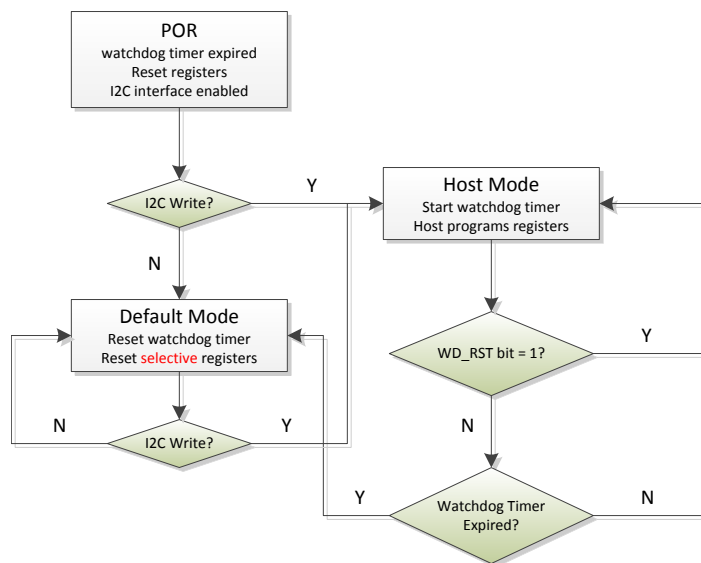 POR
watchdog timer expired
Reset registers
I2C interface enabled
I2C Write?
Y
N
Host Mode
Start watchdog timer
Host programs registers
Default Mode
Reset watchdog timer
Reset selective registers
WD_RST bit = 1?
Y
N
I2C Write?
N
Y
Watchdog Timer
Expired?
Y
N